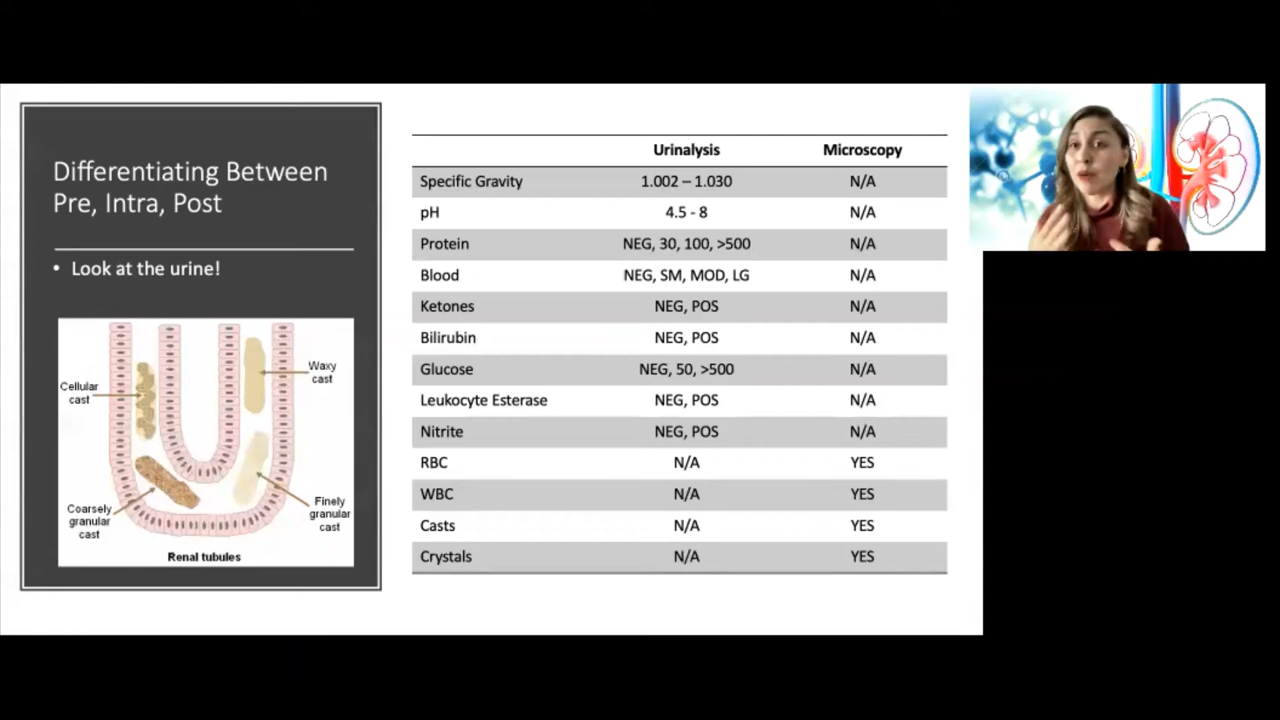 Differentiating Between
Pre, Intra, Post
• Look at the urine!
Cellular
cast
Waxy
cast
Coarsely
granular
cast
Finely
granular
cast
Renal tubules
Urinalysis Microscopy
Specific Gravity 1.002 – 1.030 N/A
pH 4.5 - 8 N/A
Protein NEG, 30, 100, >500 N/A
Blood NEG, SM, MOD, LG N/A
Ketones NEG, POS N/A
Bilirubin NEG, POS N/A
Glucose NEG, 50, >500 N/A
Leukocyte Esterase NEG, POS N/A
Nitrite NEG, POS N/A
RBC N/A YES
WBC N/A YES
Casts N/A YES
Crystals N/A YES